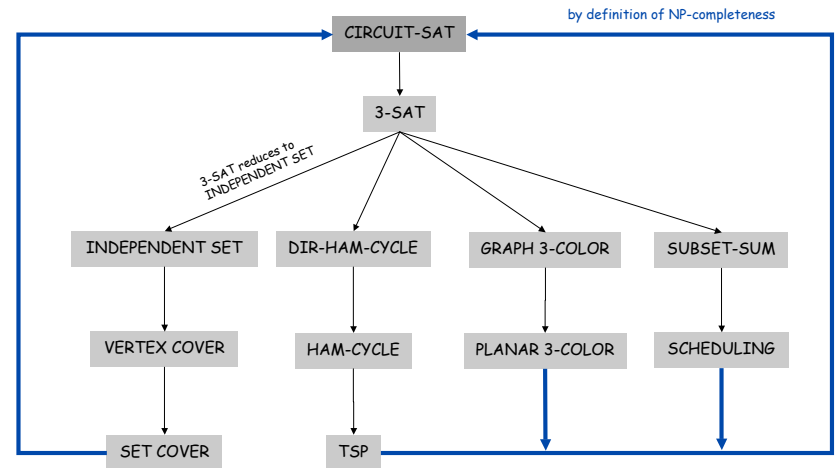 by definition of NP-completeness
CIRCUIT-SAT
3-SAT
3-SAT reduces to
INDEPENDENT SET
INDEPENDENT SET
DIR-HAM-CYCLE
GRAPH 3-COLOR
SUBSET-SUM
VERTEX COVER
HAM-CYCLE
PLANAR 3-COLOR
SCHEDULING
SET COVER
TSP